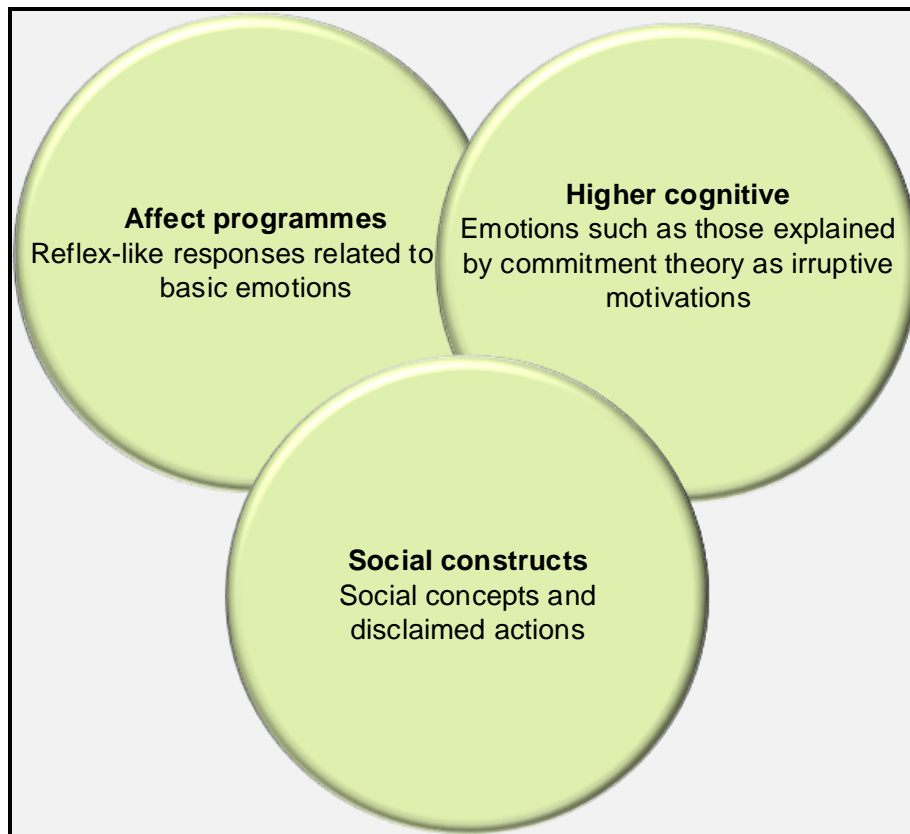 Affect programmes
Reflex-like responses related to
basic emotions
Higher cognitive
Emotions such as those explained
by commitment theory as irruptive
motivations
Social constructs
Social concepts and
disclaimed actions